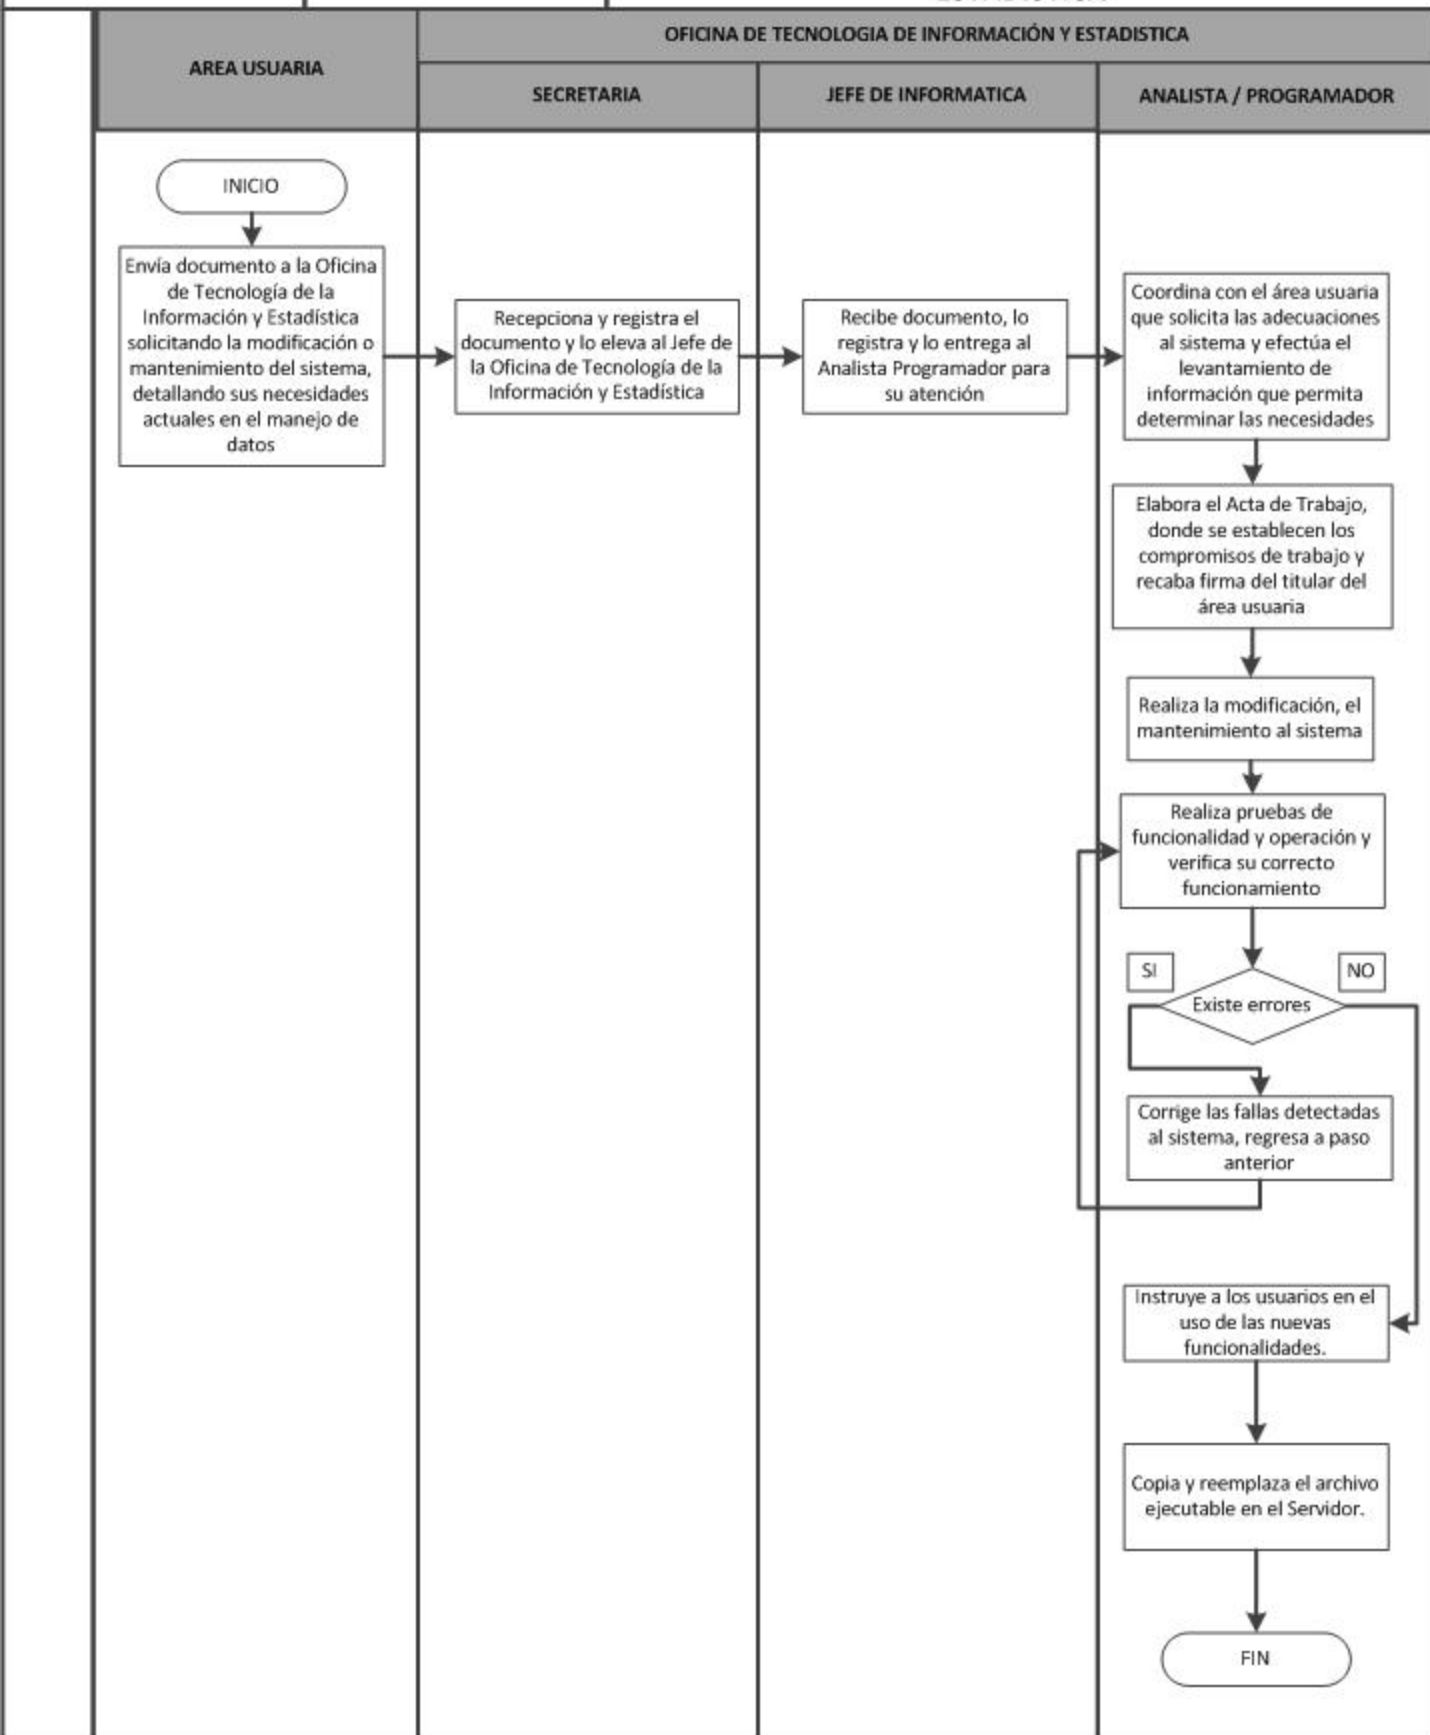 OFICINA DE TECNOLOGIA DE INFORMACIÓN Y ESTADISTICA
AREA USUARIA
SECRETARIA
JEFE DE INFORMATICA
ANALISTA / PROGRAMADOR
INICIO
Envía documento a la Oficina
de Tecnología de la
Información y Estadística
solicitando la modificación o
mantenimiento del sistema,
detallando sus necesidades
actuales en el manejo de
datos
Recepciona y registra el
documento y lo eleva al Jefe de
la Oficina de Tecnología de la
Información y Estadística
Recibe documento, lo
registra y lo entrega al
Analista Programador para
su atención
Coordina con el área usuaria
que solicita las adecuaciones
al sistema y efectúa el
levantamiento de
información que permita
determinar las necesidades
Elabora el Acta de Trabajo,
donde se establecen los
compromisos de trabajo y
recaba firma del titular del
área usuaria
Realiza la modificación, el
mantenimiento al sistema
Realiza pruebas de
funcionalidad y operación y
verifica su correcto
funcionamiento
SI
NO
Existe errores
Corrige las fallas detectadas
al sistema, regresa a paso
anterior
Instruye a los usuarios en el
uso de las nuevas
funcionalidades.
Copia y reemplaza el archivo
ejecutable en el Servidor.
FIN